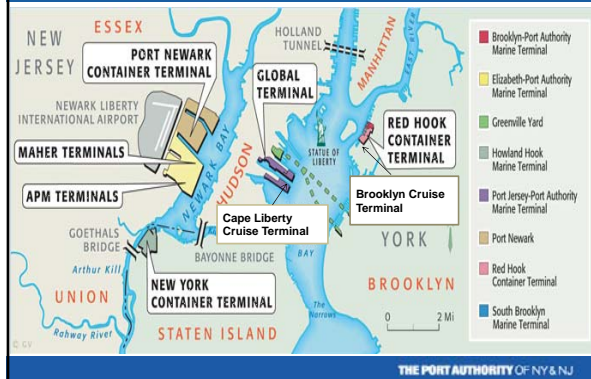 ESSEX
NEW
JERSEY
PORT NEWARK
CONTAINER TERMINAL
NEWARK LIBERTY
INTERNATIONAL AIRPORT
MAHER TERMINALS
APM TERMINALS
NEWARK BAY
HUDSON
GLOBAL
TERMINAL
HOLLAND
TUNNEL
MANHATTAN
EAST RIVER
STATUE OF
LIBERTY
RED HOOK
CONTAINER
TERMINAL
Brooklyn Cruise
Terminal
Cape Liberty
Cruise Terminal
GOETHALS
BRIDGE
Arthur Kill
BAYONNE BRIDGE
BAY
YORK
NEW YORK
CONTAINER TERMINAL
UNION
Rahway River
STATEN ISLAND
The
Narrows
BROOKLYN
0 2 Mi
© GV
Brooklyn-Port Authority
Marine Terminal
Elizabeth-Port Authority
Marine Terminal
Greenville Yard
Howland Hook
Marine Terminal
Port Jersey-Port Authority
Marine Terminal
Port Newark
Red Hook
Container Terminal
South Brooklyn
Marine Terminal
THE PORT AUTHORITY OF NY & NJ